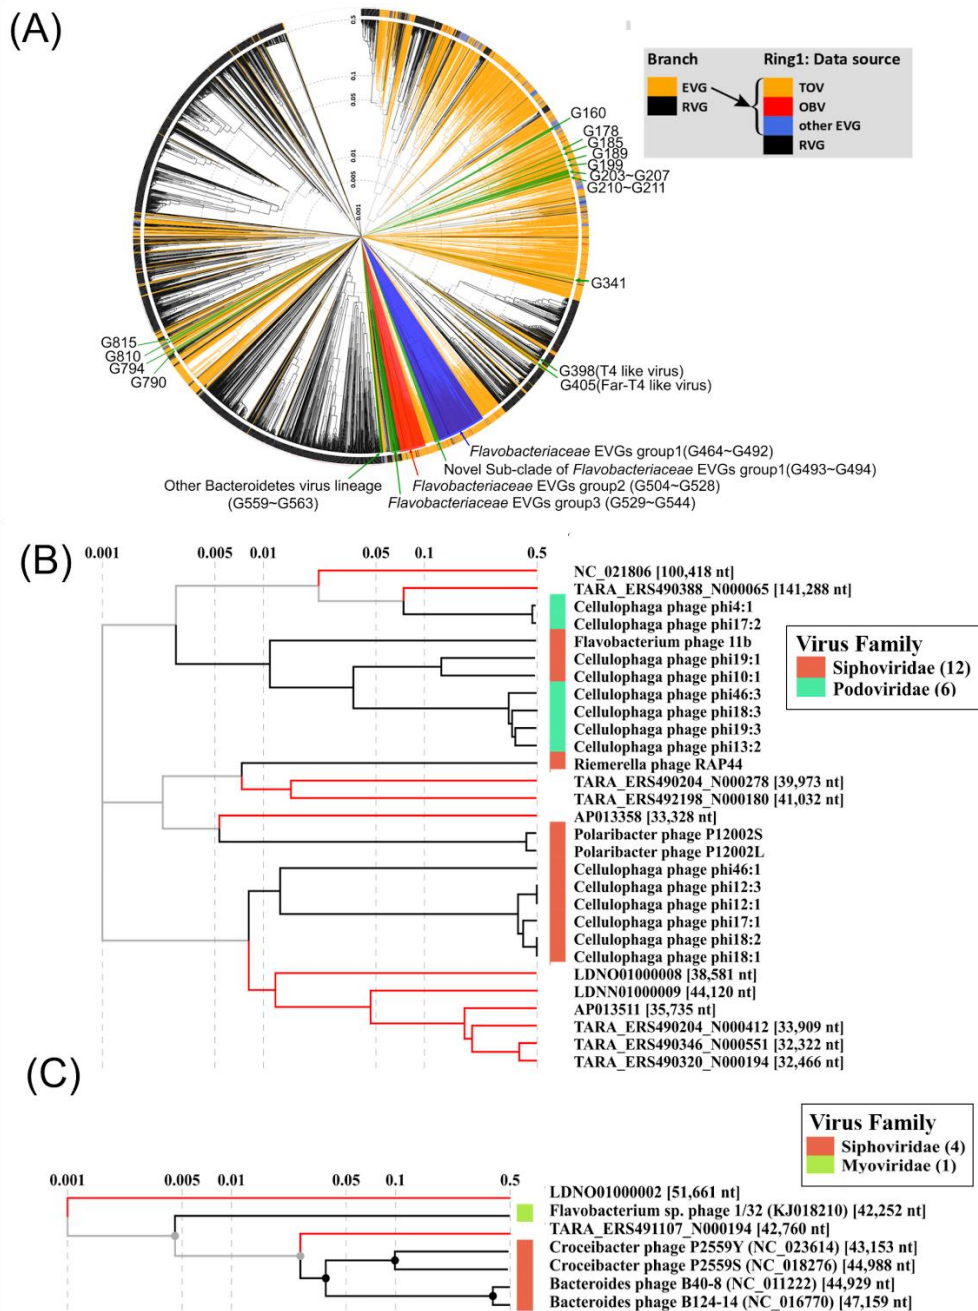 (A)
Branch
EVG
RVG
Ring1: Data source
TOV
OBV
other EVG
RVG
0.5
0.1
0.05
0.01
0.005
0.001
G160
G178
G185
G189
G199
G203~G207
G210~G211
G341
G398(T4 like virus)
G405(Far-T4 like virus)
G815
G810
G794
G790
Flavobacteriaceae EVGs group1(G464~G492)
Novel Sub-clade of Flavobacteriaceae EVGs group1(G493~G494)
Other Bacteroidetes virus lineage
(G559~G563)
Flavobacteriaceae EVGs group2 (G504~G528)
Flavobacteriaceae EVGs group3 (G529~G544)
(B)
0.001 0.005 0.01 0.05 0.1 0.5
NC_021806 [100,418 nt]
TARA_ERS490388_N000065 [141,288 nt]
Cellulophaga phage phi4:1
Cellulophaga phage phi17:2
Flavobacterium phage 11b
Cellulophaga phage phi19:1
Cellulophaga phage phi10:1
Cellulophaga phage phi46:3
Cellulophaga phage phi18:3
Cellulophaga phage phi19:3
Cellulophaga phage phi13:2
Riemerella phage RAP44
TARA_ERS490204_N000278 [39,973 nt]
TARA_ERS492198_N000180 [41,032 nt]
AP013358 [33,328 nt]
Polaribacter phage P12002S
Polaribacter phage P12002L
Cellulophaga phage phi46:1
Cellulophaga phage phi12:3
Cellulophaga phage phi12:1
Cellulophaga phage phi17:1
Cellulophaga phage phi18:2
Cellulophaga phage phi18:1
LDNO01000008 [38,581 nt]
LDNN01000009 [44,120 nt]
AP013511 [35,735 nt]
TARA_ERS490204_N000412 [33,909 nt]
TARA_ERS490346_N000551 [32,322 nt]
TARA_ERS490320_N000194 [32,466 nt]
Virus Family
Siphoviridae (12)
Podoviridae (6)
(C)
Virus Family
Siphoviridae (4)
Myoviridae (1)
0.001 0.005 0.01 0.05 0.1 0.5
LDNO01000002 [51,661 nt]
Flavobacterium sp. phage 1/32 (KJ018210) [42,252 nt]
TARA_ERS491107_N000194 [42,760 nt]
Croceibacter phage P2559Y (NC_023614) [43,153 nt]
Croceibacter phage P2559S (NC_018276) [44,988 nt]
Bacteroides phage B40-8 (NC_011222) [44,929 nt]
Bacteroides phage B124-14 (NC_016770) [47,159 nt]